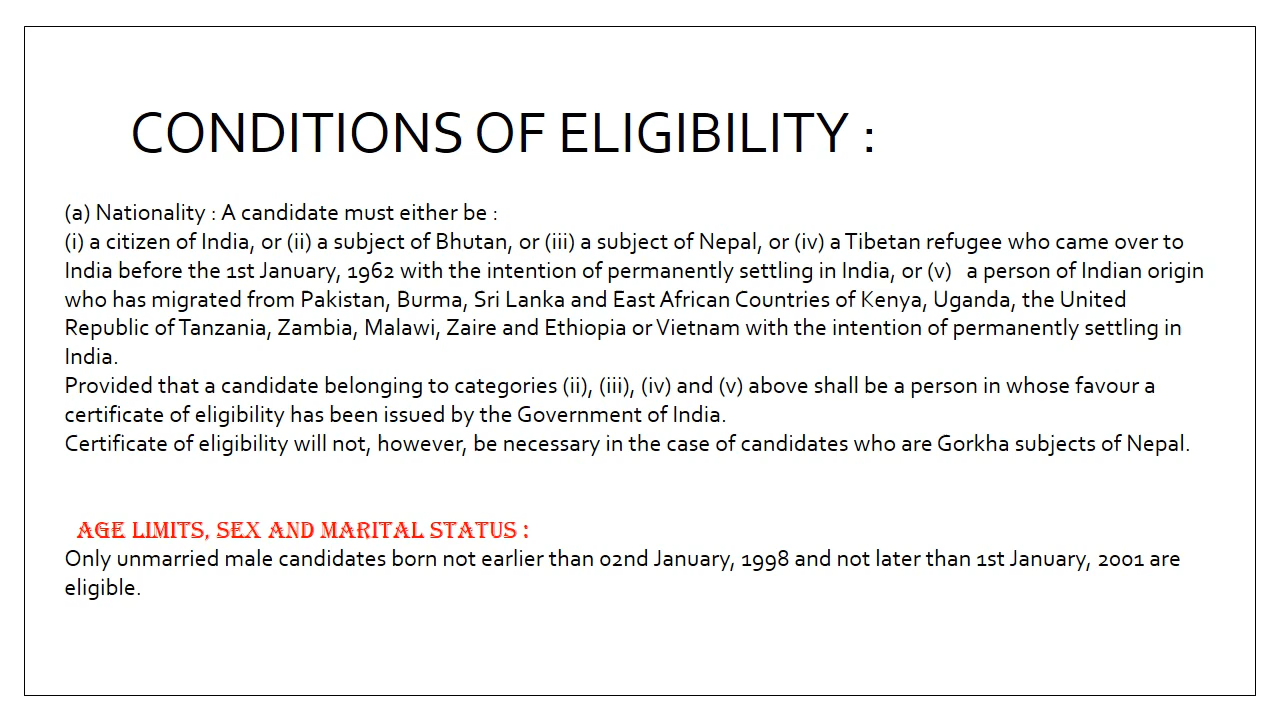 CONDITIONS OF ELIGIBILITY :
(a) Nationality : A candidate must either be :
(i) a citizen of India, or (ii) a subject of Bhutan, or (iii) a subject of Nepal, or (iv) a Tibetan refugee who came over to
India before the 1st January, 1962 with the intention of permanently settling in India, or (v) a person of Indian origin
who has migrated from Pakistan, Burma, Sri Lanka and East African Countries of Kenya, Uganda, the United
Republic of Tanzania, Zambia, Malawi, Zaire and Ethiopia or Vietnam with the intention of permanently settling in
India.
Provided that a candidate belonging to categories (ii), (iii), (iv) and (v) above shall be a person in whose favour a
certificate of eligibility has been issued by the Government of India.
Certificate of eligibility will not, however, be necessary in the case of candidates who are Gorkha subjects of Nepal.
AGE LIMITS, SEX AND MARITAL STATUS :
Only unmarried male candidates born not earlier than 02nd January, 1998 and not later than 1st January, 2001 are
eligible.